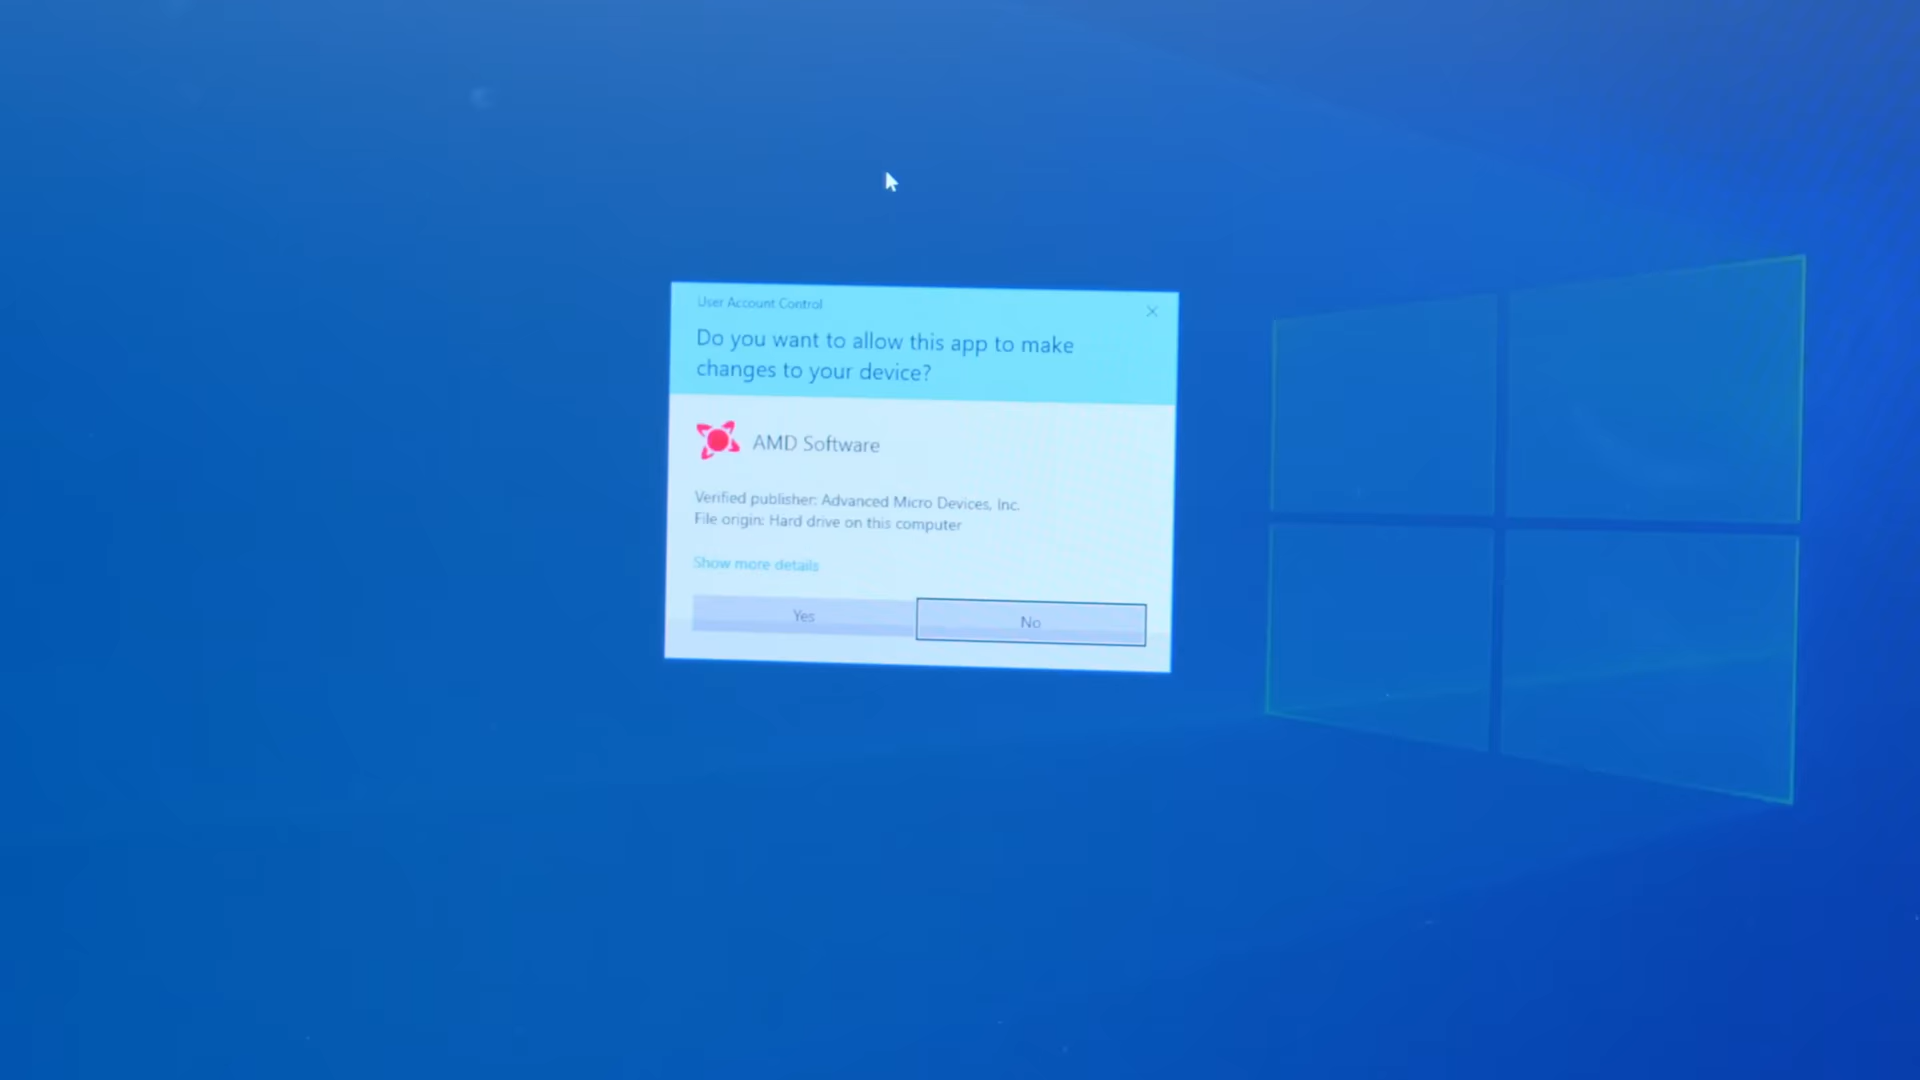 User Account Control
Do you want to allow this app to make
changes to your device?
AMD Software
Verified publisher: Advanced Micro Devices, Inc.
File origin: Hard drive on this computer
Show more details
Yes
No